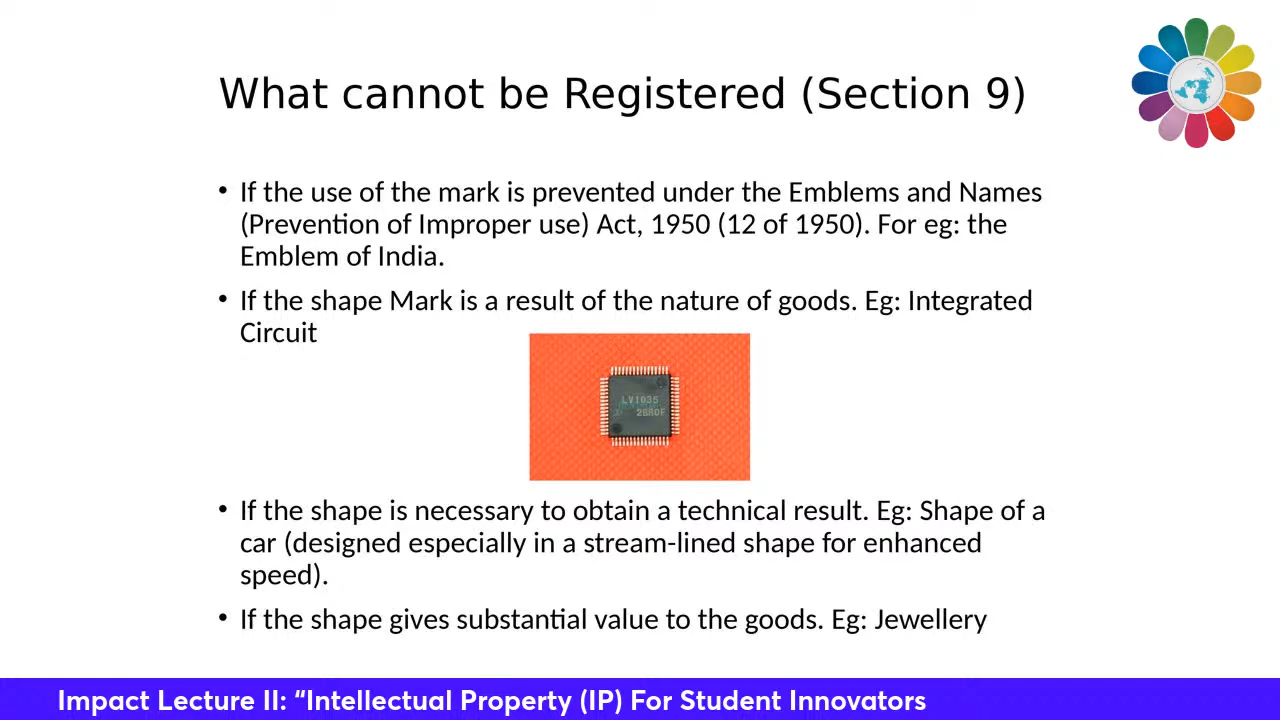 What cannot be Registered (Section 9)
• If the use of the mark is prevented under the Emblems and Names
(Prevention of Improper use) Act, 1950 (12 of 1950). For eg: the
Emblem of India.
• If the shape Mark is a result of the nature of goods. Eg: Integrated
Circuit
LV1035
2BR0F
• If the shape is necessary to obtain a technical result. Eg: Shape of a
car (designed especially in a stream-lined shape for enhanced
speed).
• If the shape gives substantial value to the goods. Eg: Jewellery
Impact Lecture II: “Intellectual Property (IP) For Student Innovators